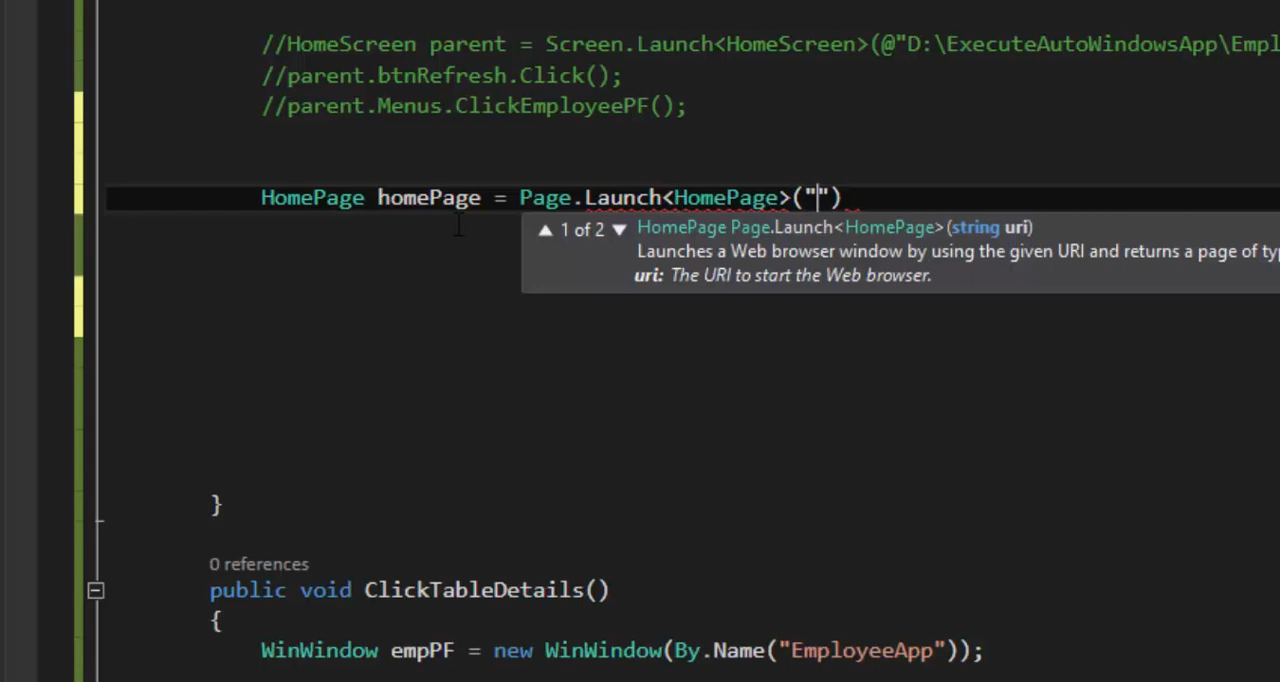 //HomeScreen parent = Screen.Launch<HomeScreen>(@"D:\ExecuteAutoWindowsApp\Empl
//parent.btnRefresh.Click();
//parent.Menus.ClickEmployeePF();
HomePage homePage = Page.Launch<HomePage>("")
▲ 1 of 2 ▼ HomePage Page.Launch<HomePage>(string uri)
Launches a Web browser window by using the given URI and returns a page of ty
uri: The URI to start the Web browser.
}
0 references
public void ClickTableDetails()
{
WinWindow empPF = new WinWindow(By.Name("EmployeeApp"));